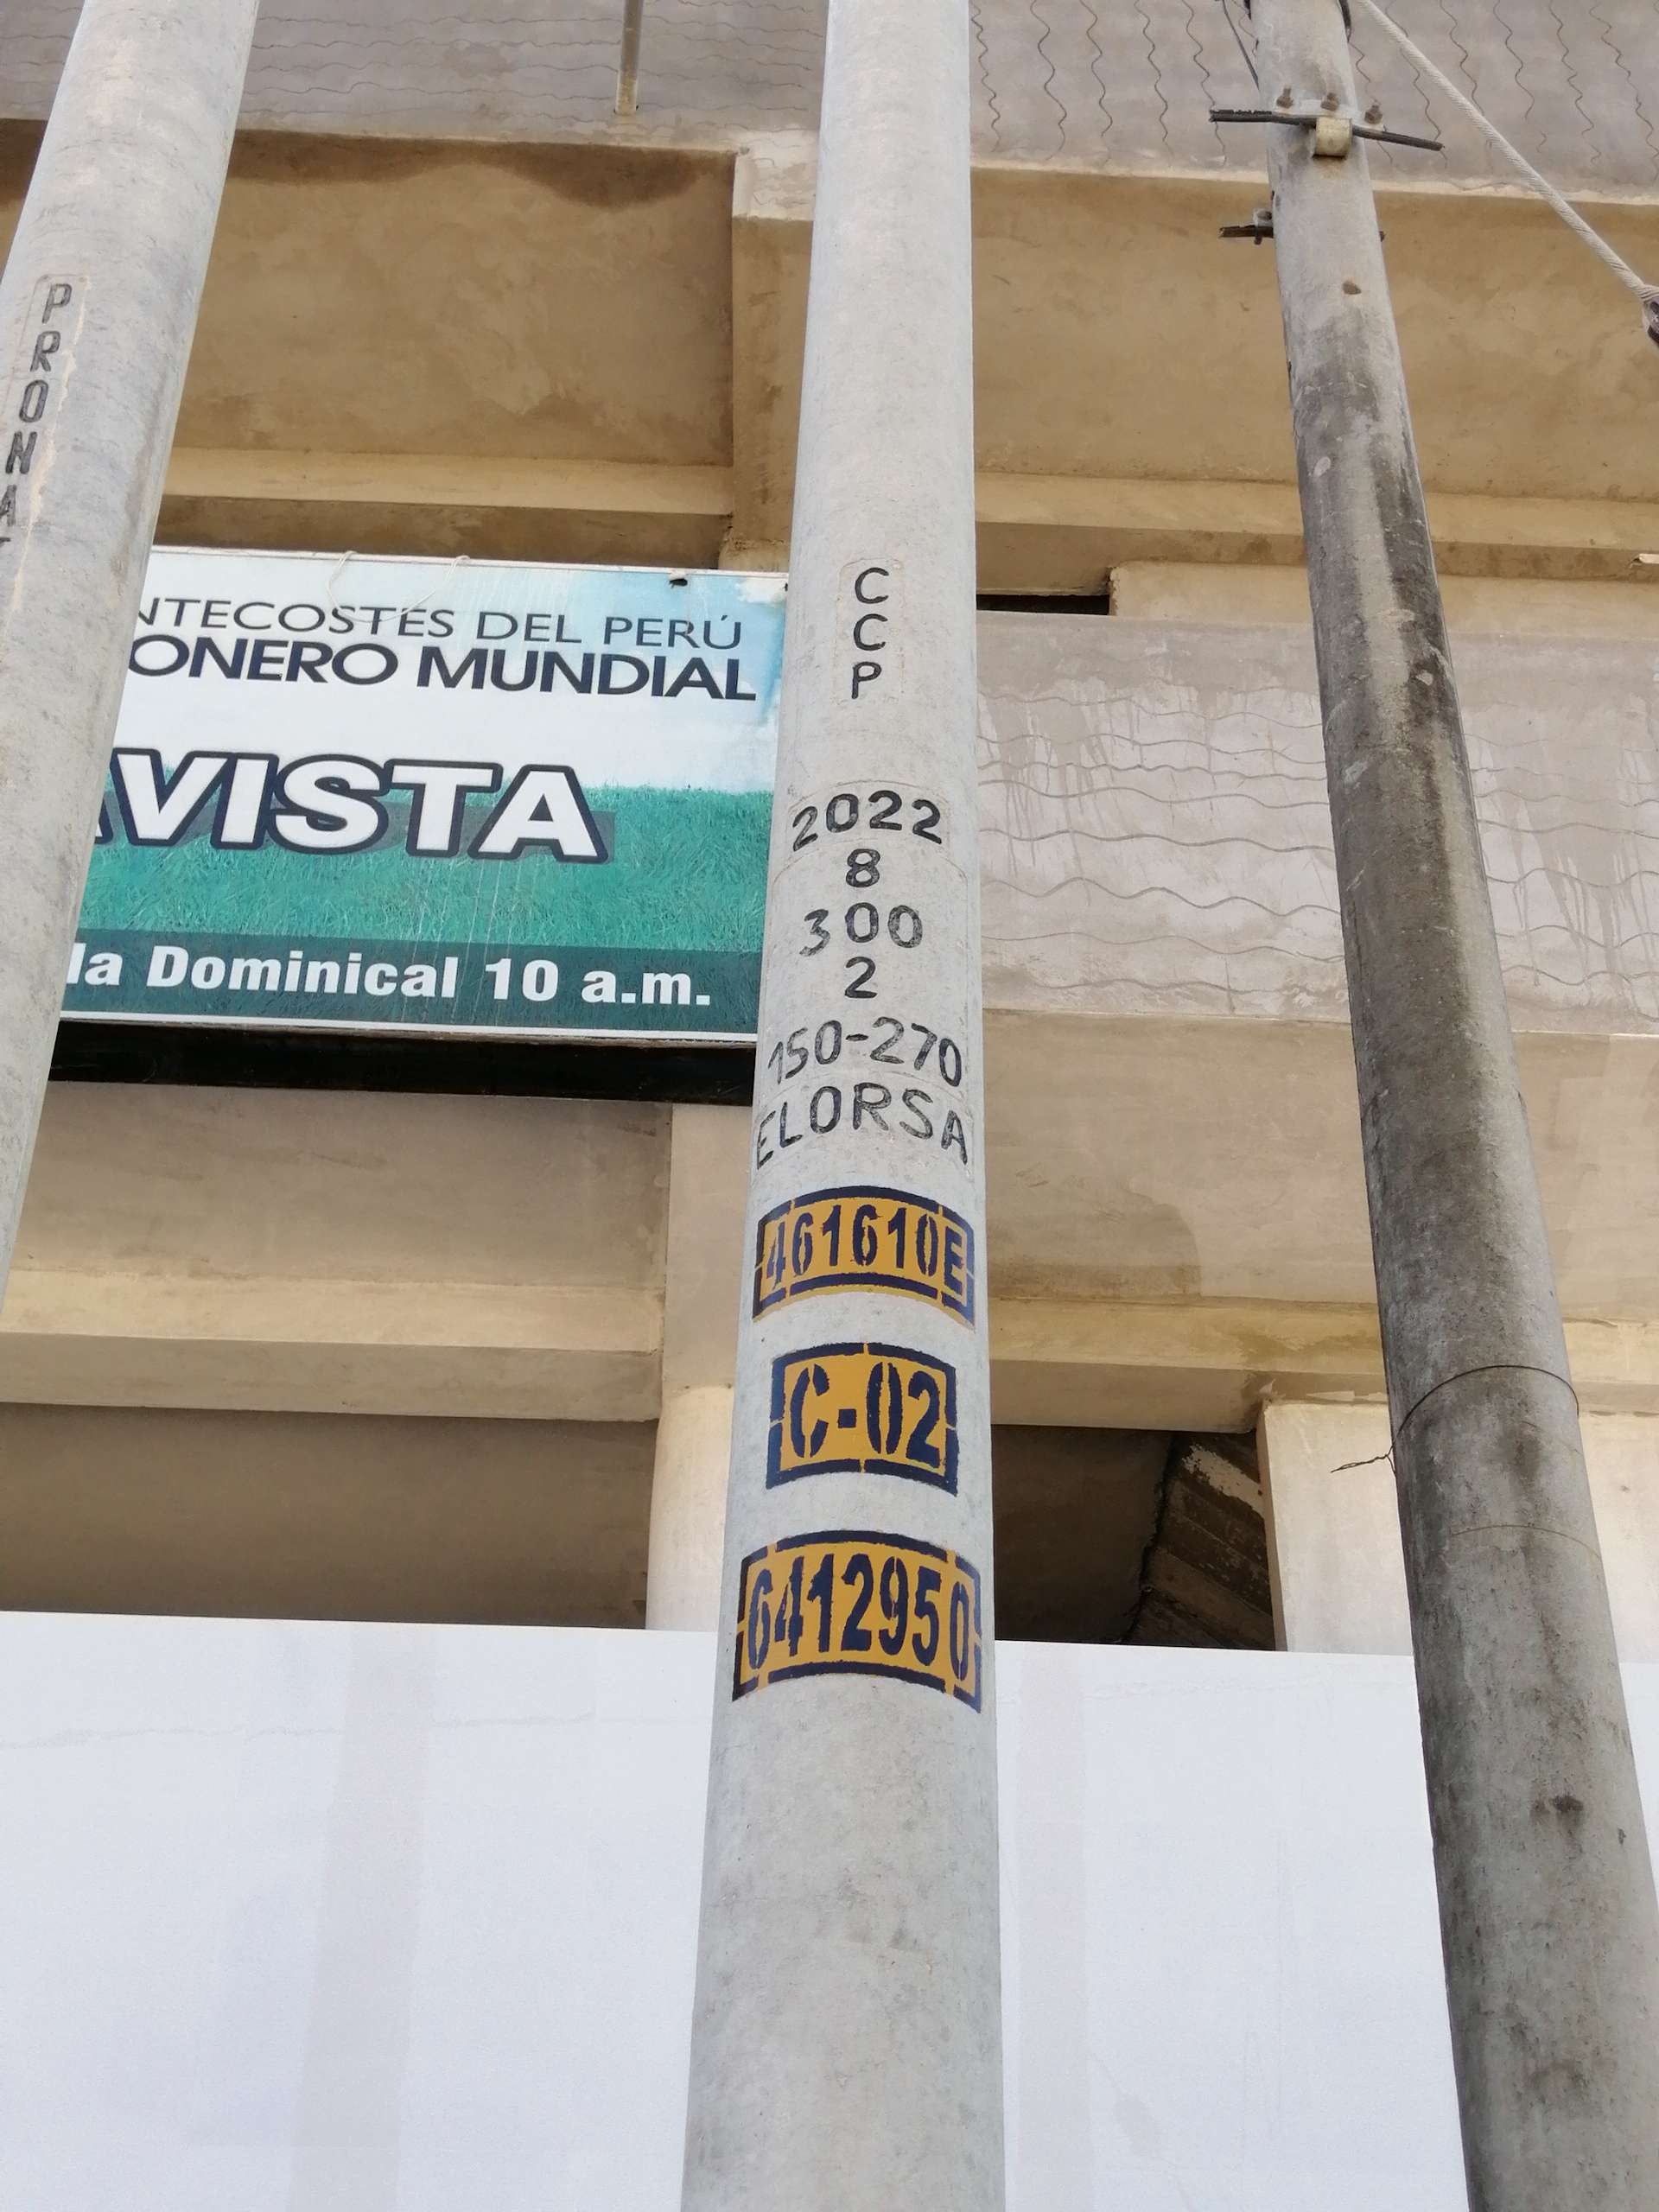 PRONA
NTECOSTÉS DEL PERÚ
ONERO MUNDIAL
AVISTA
la Dominical 10 a.m.
CCP
2022
8
300
2
150-270
ELORSA
461610E
C-02
6412950